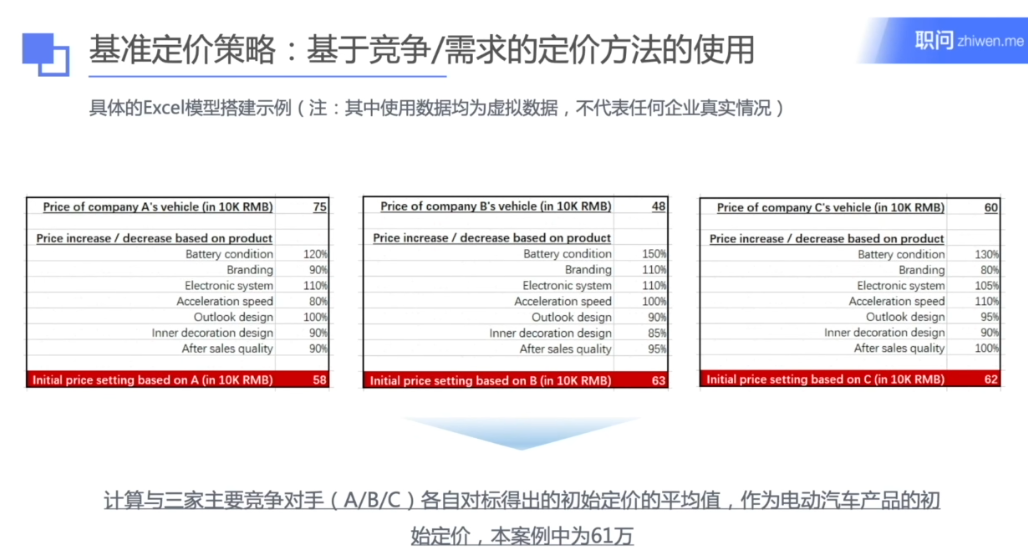 基准定价策略：基于竞争/需求的定价方法的使用
职问 zhiwen.me
具体的Excel模型搭建示例（注：其中使用数据均为虚拟数据，不代表任何企业真实情况）
Price of company A's vehicle (in 10K RMB) 75
Price increase / decrease based on product
Battery condition 120%
Branding 90%
Electronic system 110%
Acceleration speed 80%
Outlook design 100%
Inner decoration design 90%
After sales quality 90%
Initial price setting based on A (in 10K RMB) 58
Price of company B's vehicle (in 10K RMB) 48
Price increase / decrease based on product
Battery condition 150%
Branding 110%
Electronic system 110%
Acceleration speed 100%
Outlook design 90%
Inner decoration design 85%
After sales quality 95%
Initial price setting based on B (in 10K RMB) 63
Price of company C's vehicle (in 10K RMB) 60
Price increase / decrease based on product
Battery condition 130%
Branding 80%
Electronic system 105%
Acceleration speed 110%
Outlook design 95%
Inner decoration design 90%
After sales quality 100%
Initial price setting based on C (in 10K RMB) 62
计算与三家主要竞争对手（A/B/C）各自对标得出的初始定价的平均值，作为电动汽车产品的初
始定价，本案例中为61万